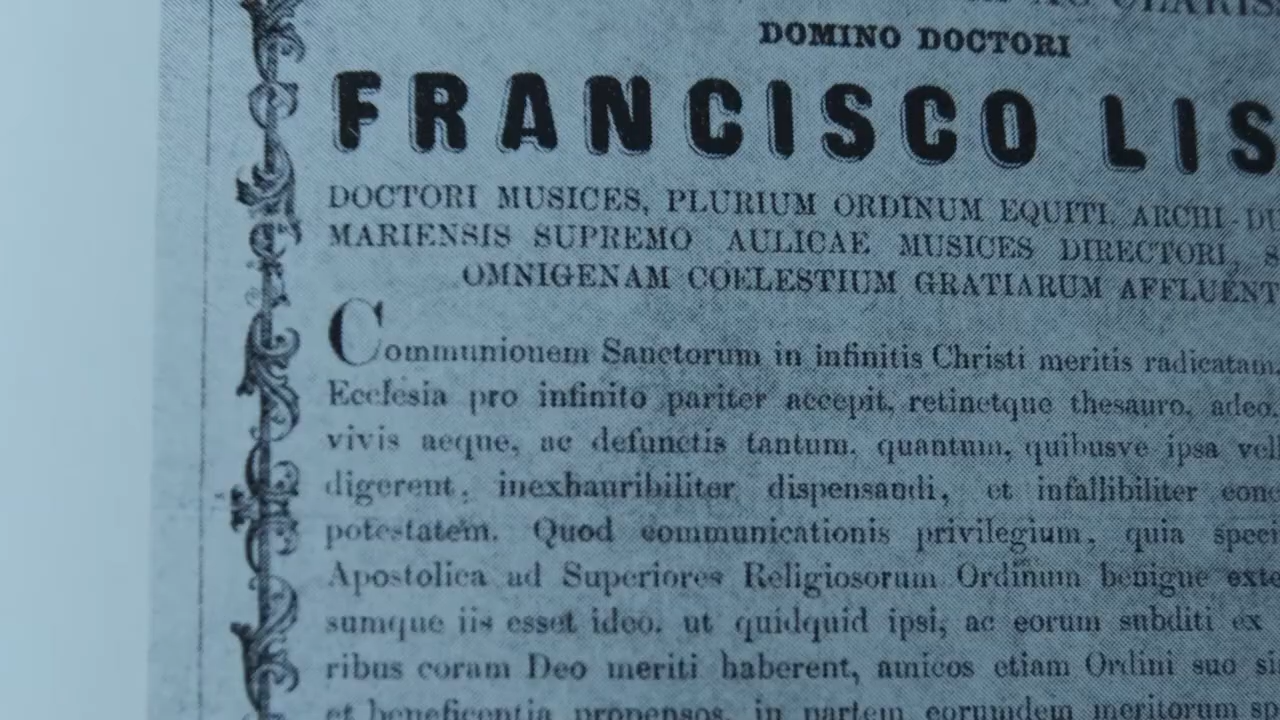 AC CLARISS
DOMINO DOCTORI
FRANCISCO LIS
DOCTORI MUSICES, PLURIUM ORDINUM EQUITI, ARCHI-DU
MARIENSIS SUPREMO AULICAE MUSICES DIRECTORI, S
OMNIGENAM COELESTIUM GRATIARUM AFFLUENT
Communionem Sanctorum in infinitis Christi meritis radicatam
Ecclesia pro infinito pariter accepit, retinetque thesauro, adeo
vivis aeque, ac defunctis tantum, quantum, quibusve ipsa vel
digerent, inexhauribiliter dispensandi, et infallibiliter conc
potestatem. Quod communicationis privilegium, quia speci
Apostolica ad Superiores Religiosorum Ordinum benigne exte
sumque iis esset ideo, ut quidquid ipsi, ac eorum subditi ex
ribus coram Deo meriti haberent, amicos etiam Ordini suo si
et beneficentia propensos, in partem eorumdem meritorum sp